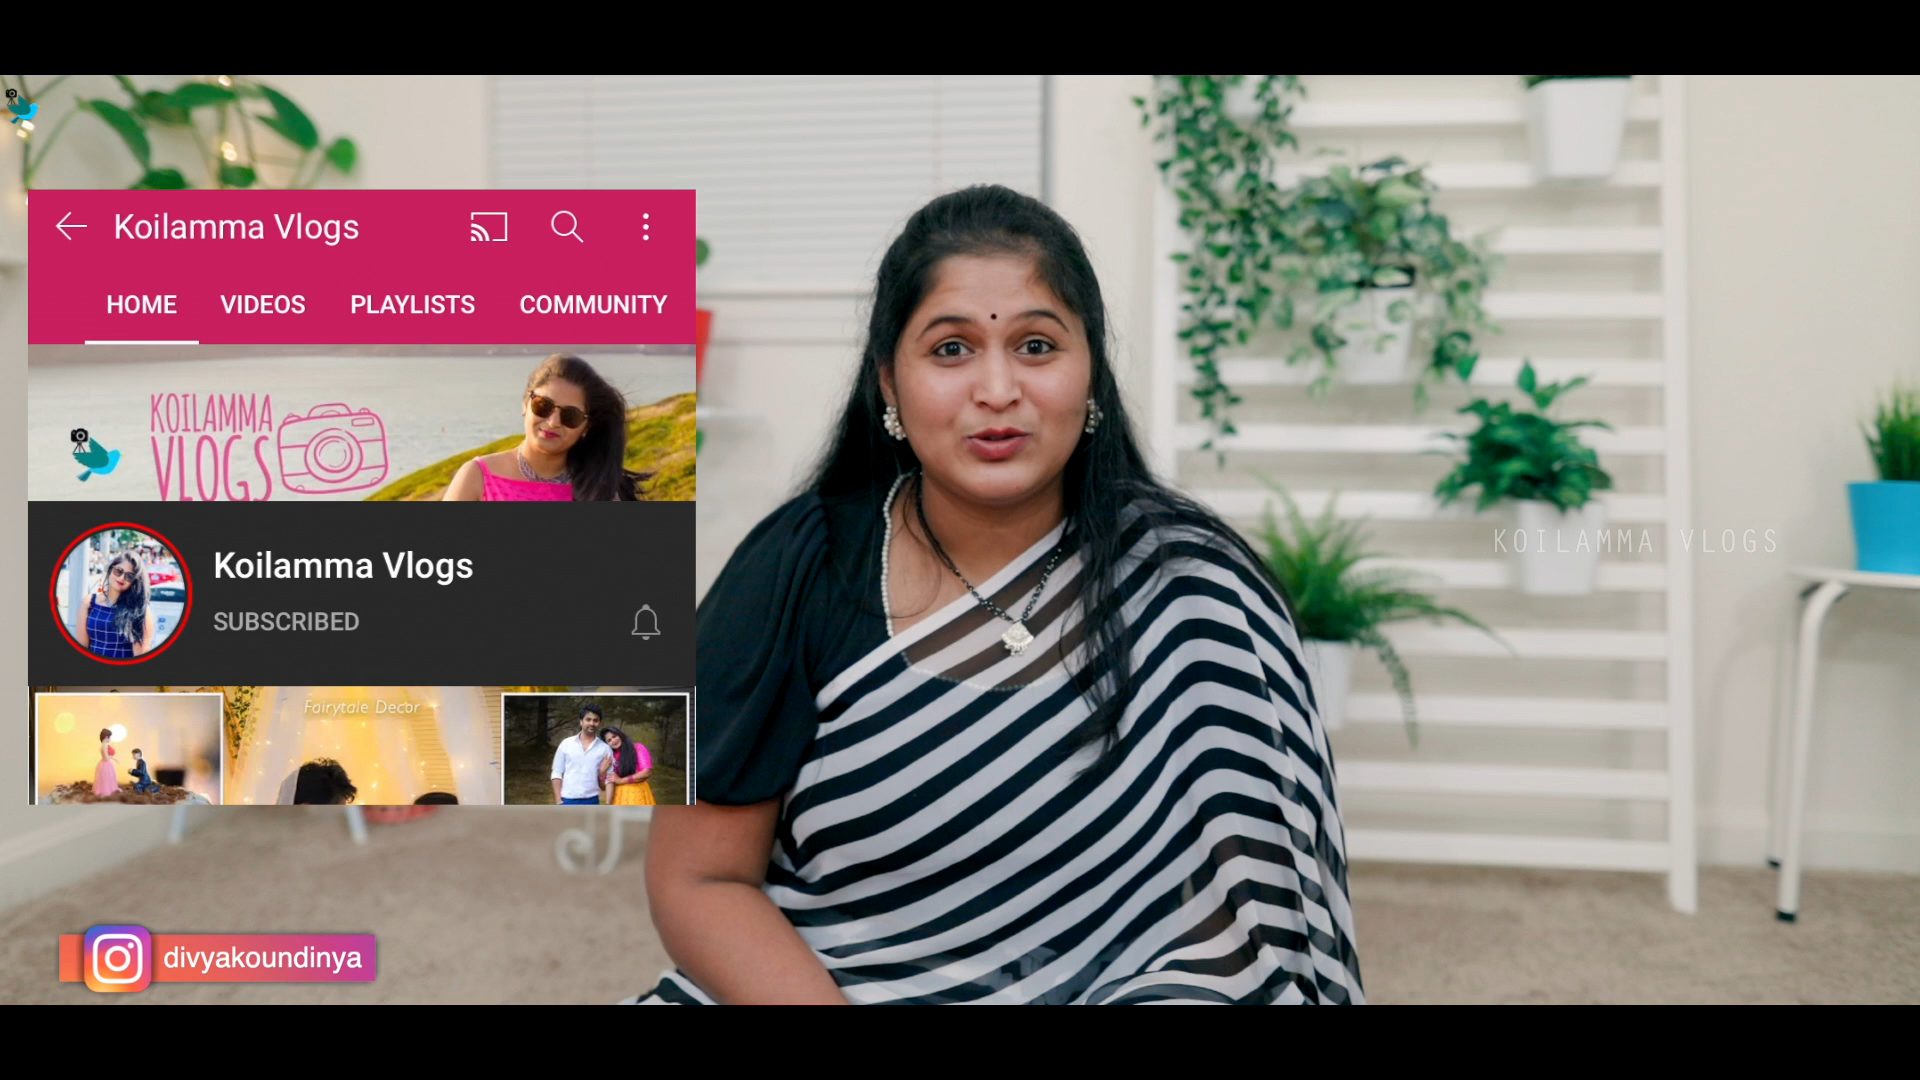 Koilamma Vlogs
HOME VIDEOS PLAYLISTS COMMUNITY
KOILAMMA
VLOGS
Koilamma Vlogs
SUBSCRIBED
Fairytale Decor
KOILAMMA VLOGS
divyakoundinya